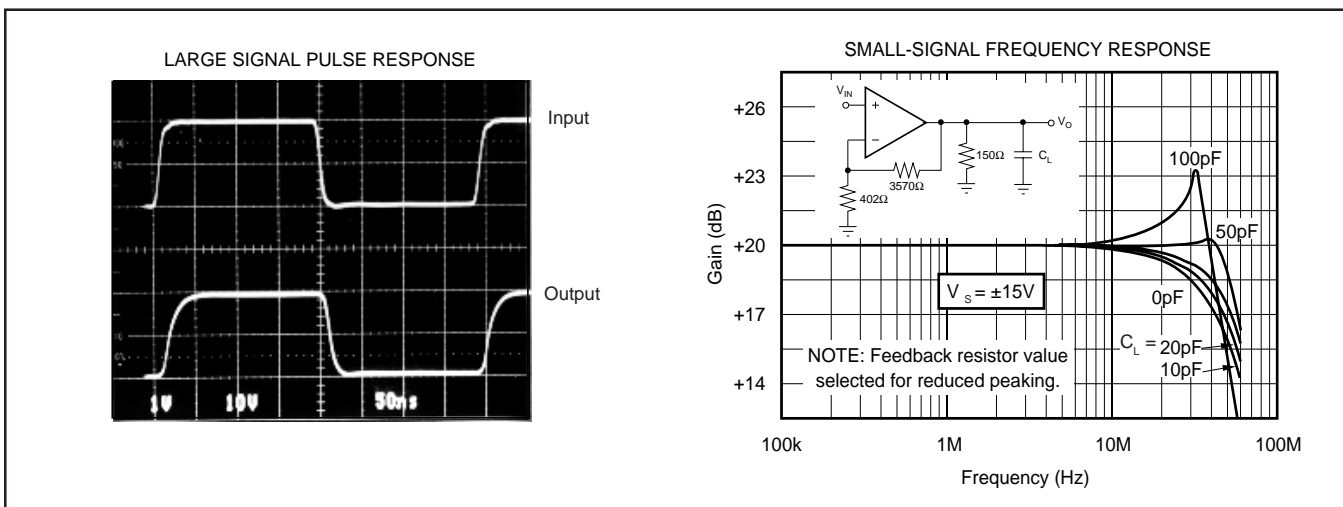 LARGE SIGNAL PULSE RESPONSE
Input
Output
1V 10V 50ns
SMALL-SIGNAL FREQUENCY RESPONSE
Gain (dB)
+26
+23
+20
+17
+14
V_IN
+
–
V_O
150Ω
C_L
3570Ω
402Ω
100pF
50pF
0pF
V_S = ±15V
C_L = 20pF
10pF
NOTE: Feedback resistor value
selected for reduced peaking.
100k 1M 10M 100M
Frequency (Hz)